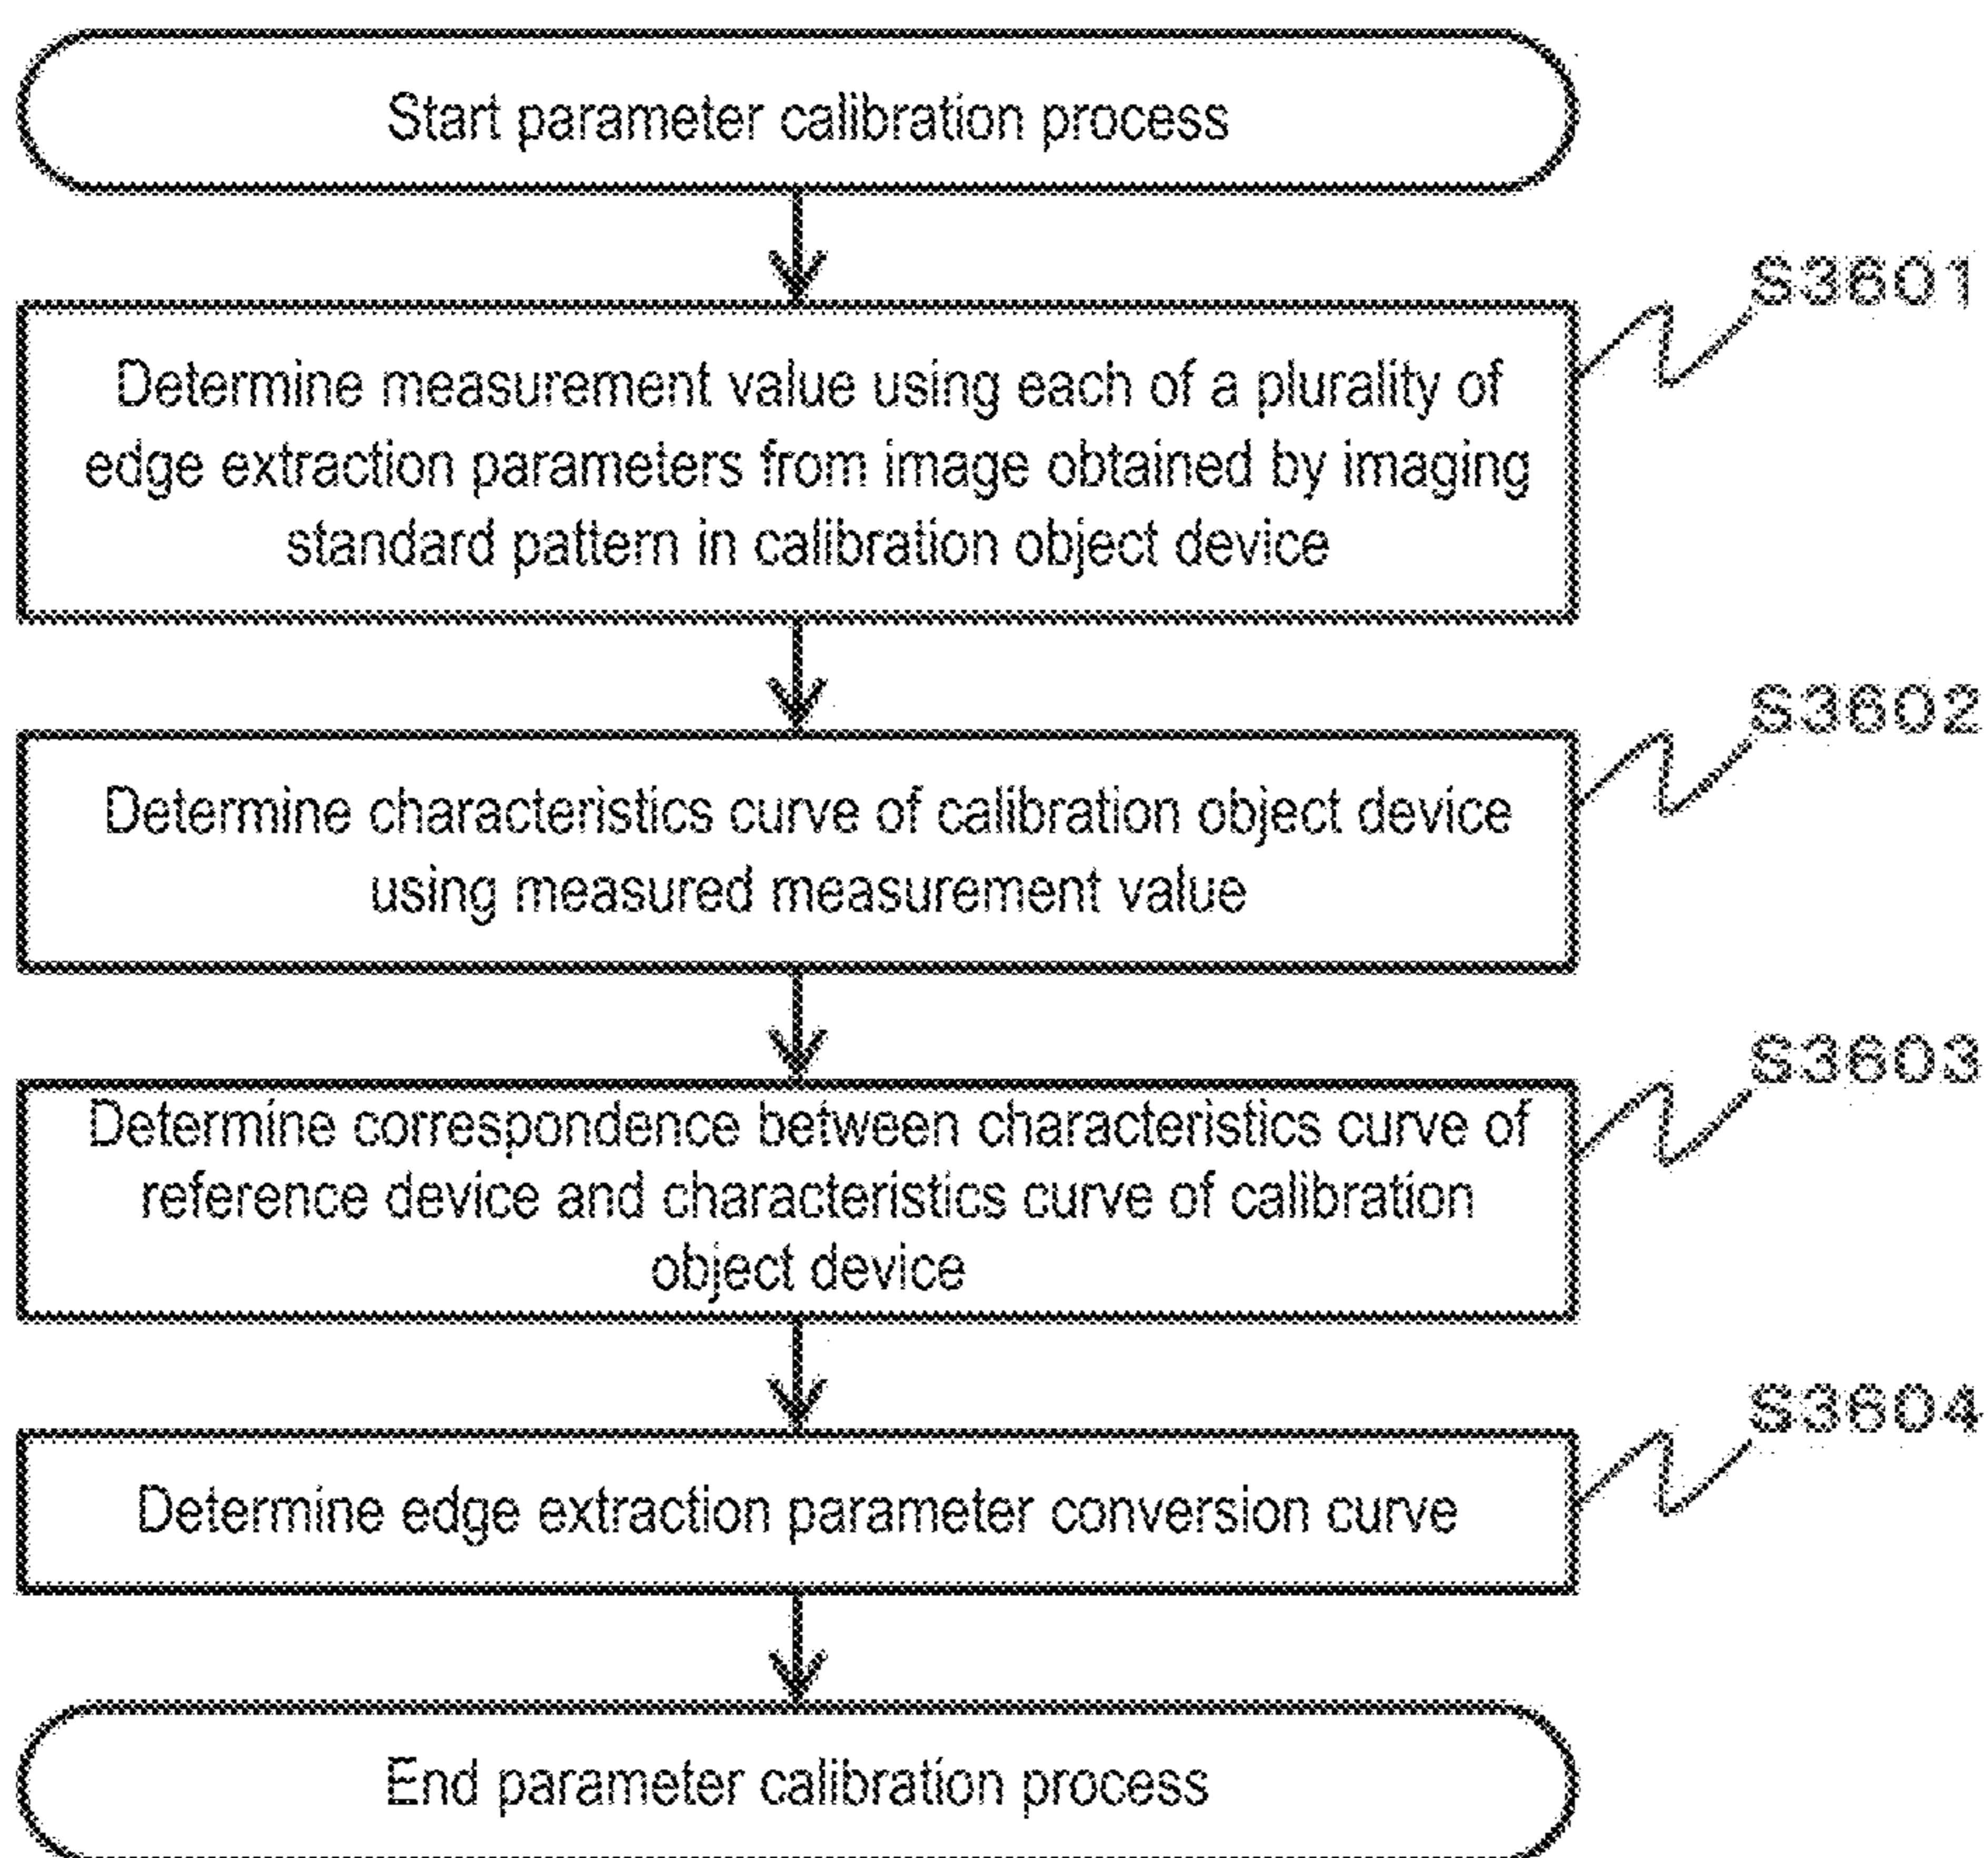 Start parameter calibration process
S3601
Determine measurement value using each of a plurality of
edge extraction parameters from image obtained by imaging
standard pattern in calibration object device
S3602
Determine characteristics curve of calibration object device
using measured measurement value
S3603
Determine correspondence between characteristics curve of
reference device and characteristics curve of calibration
object device
S3604
Determine edge extraction parameter conversion curve
End parameter calibration process